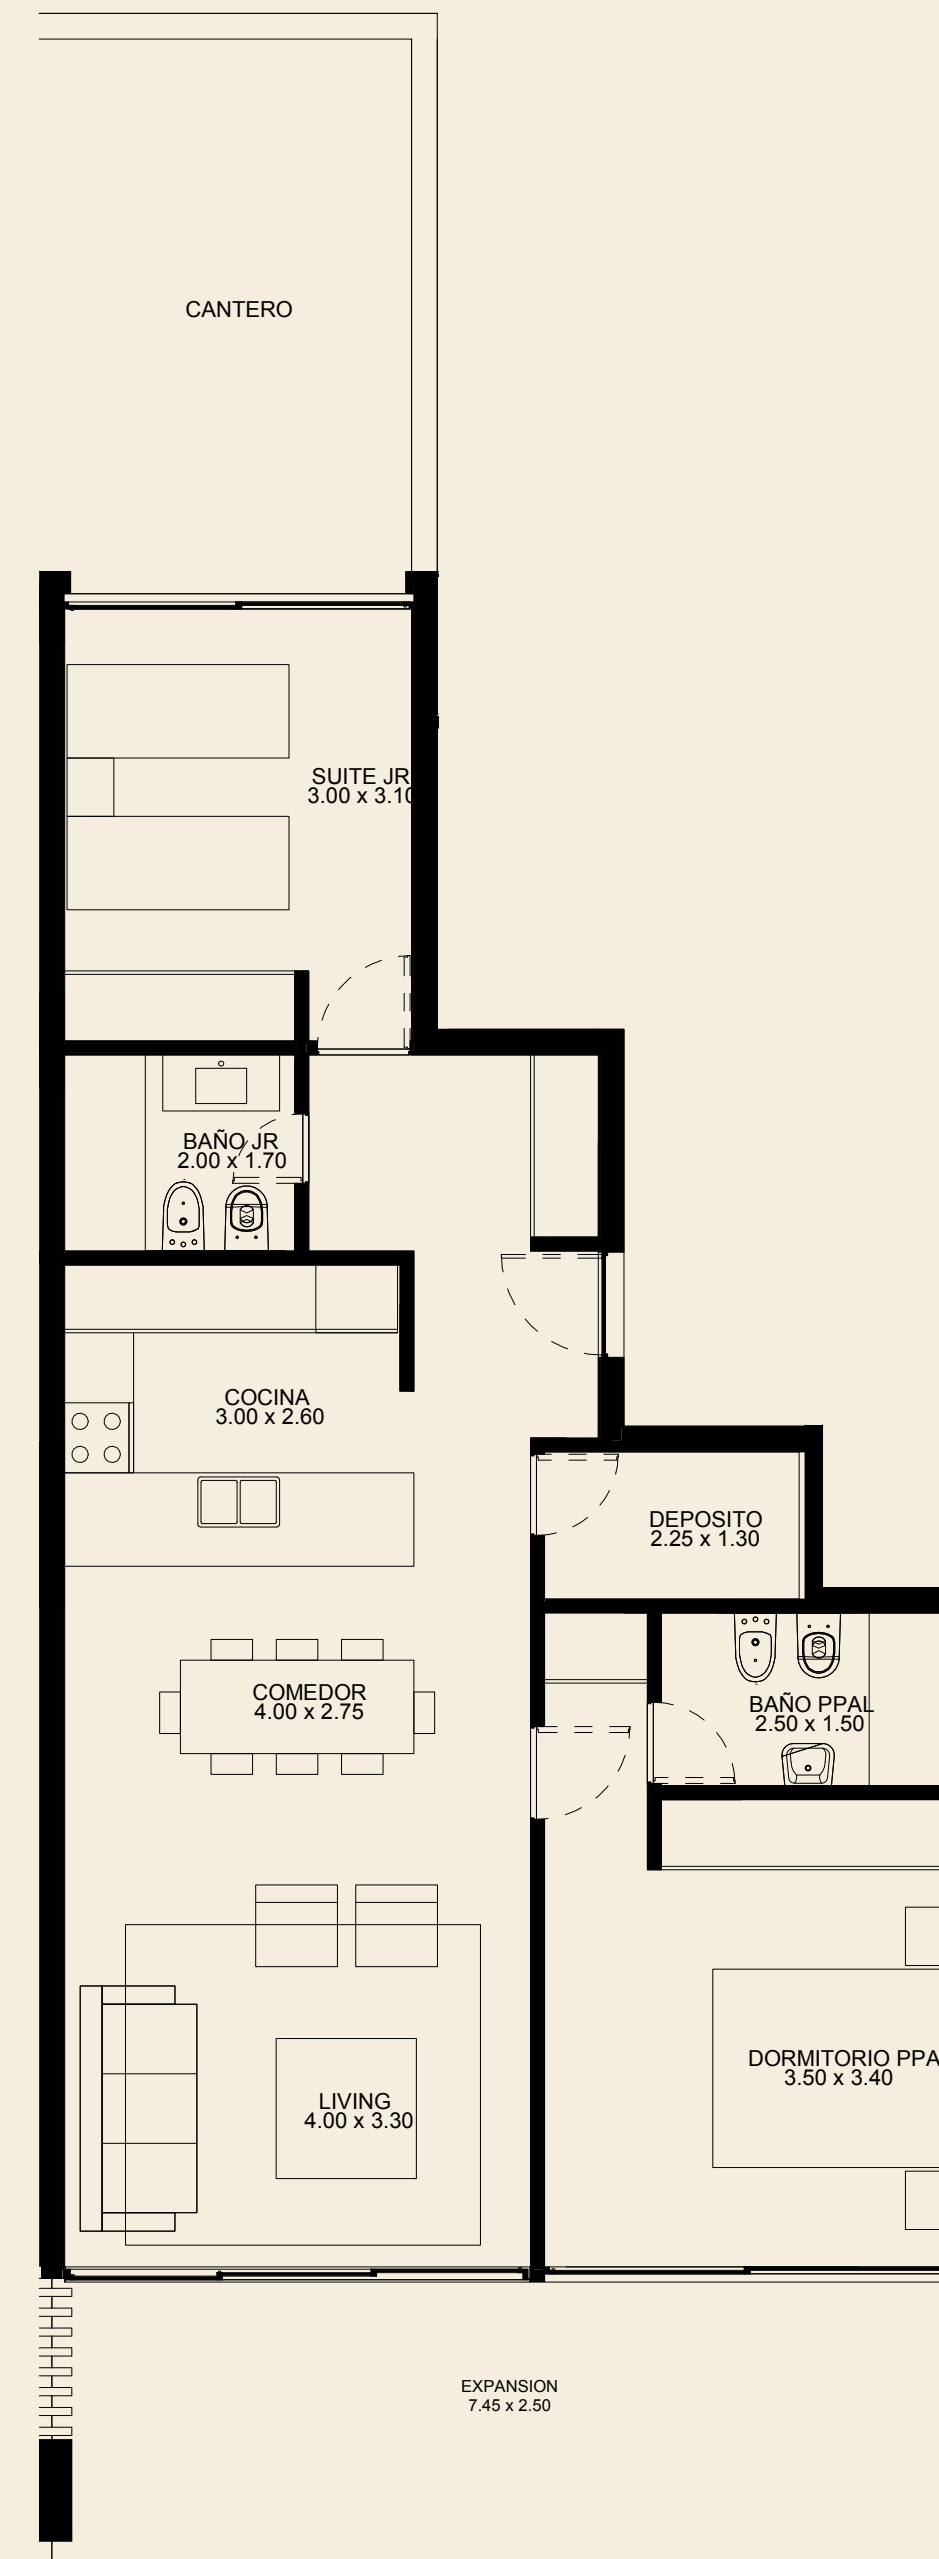 CANTERO
SUITE JR
3.00 x 3.10
BAÑO JR
2.00 x 1.70
COCINA
3.00 x 2.60
DEPOSITO
2.25 x 1.30
COMEDOR
4.00 x 2.75
BAÑO PPAL
2.50 x 1.50
DORMITORIO PPA
3.50 x 3.40
LIVING
4.00 x 3.30
EXPANSION
7.45 x 2.50